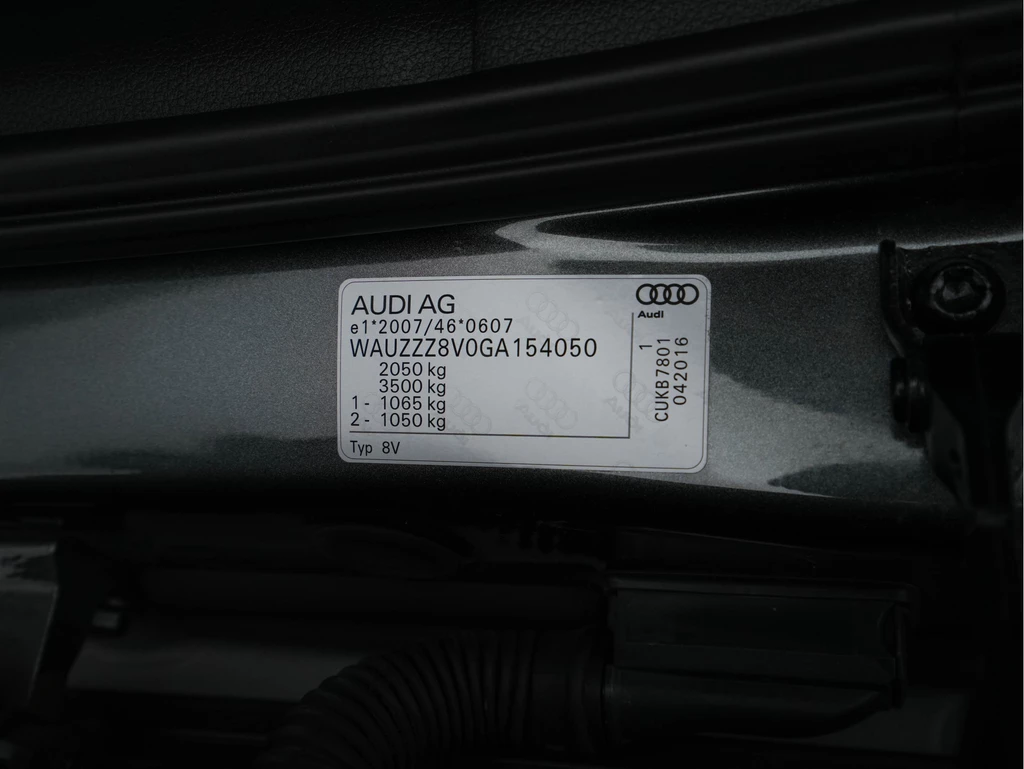 AUDI AG
e1*2007/46*0607
WAUZZZ8V0GA154050
2050 kg
3500 kg
1 - 1065 kg
2 - 1050 kg
Typ 8V
Audi
1
CUKB7801
042016